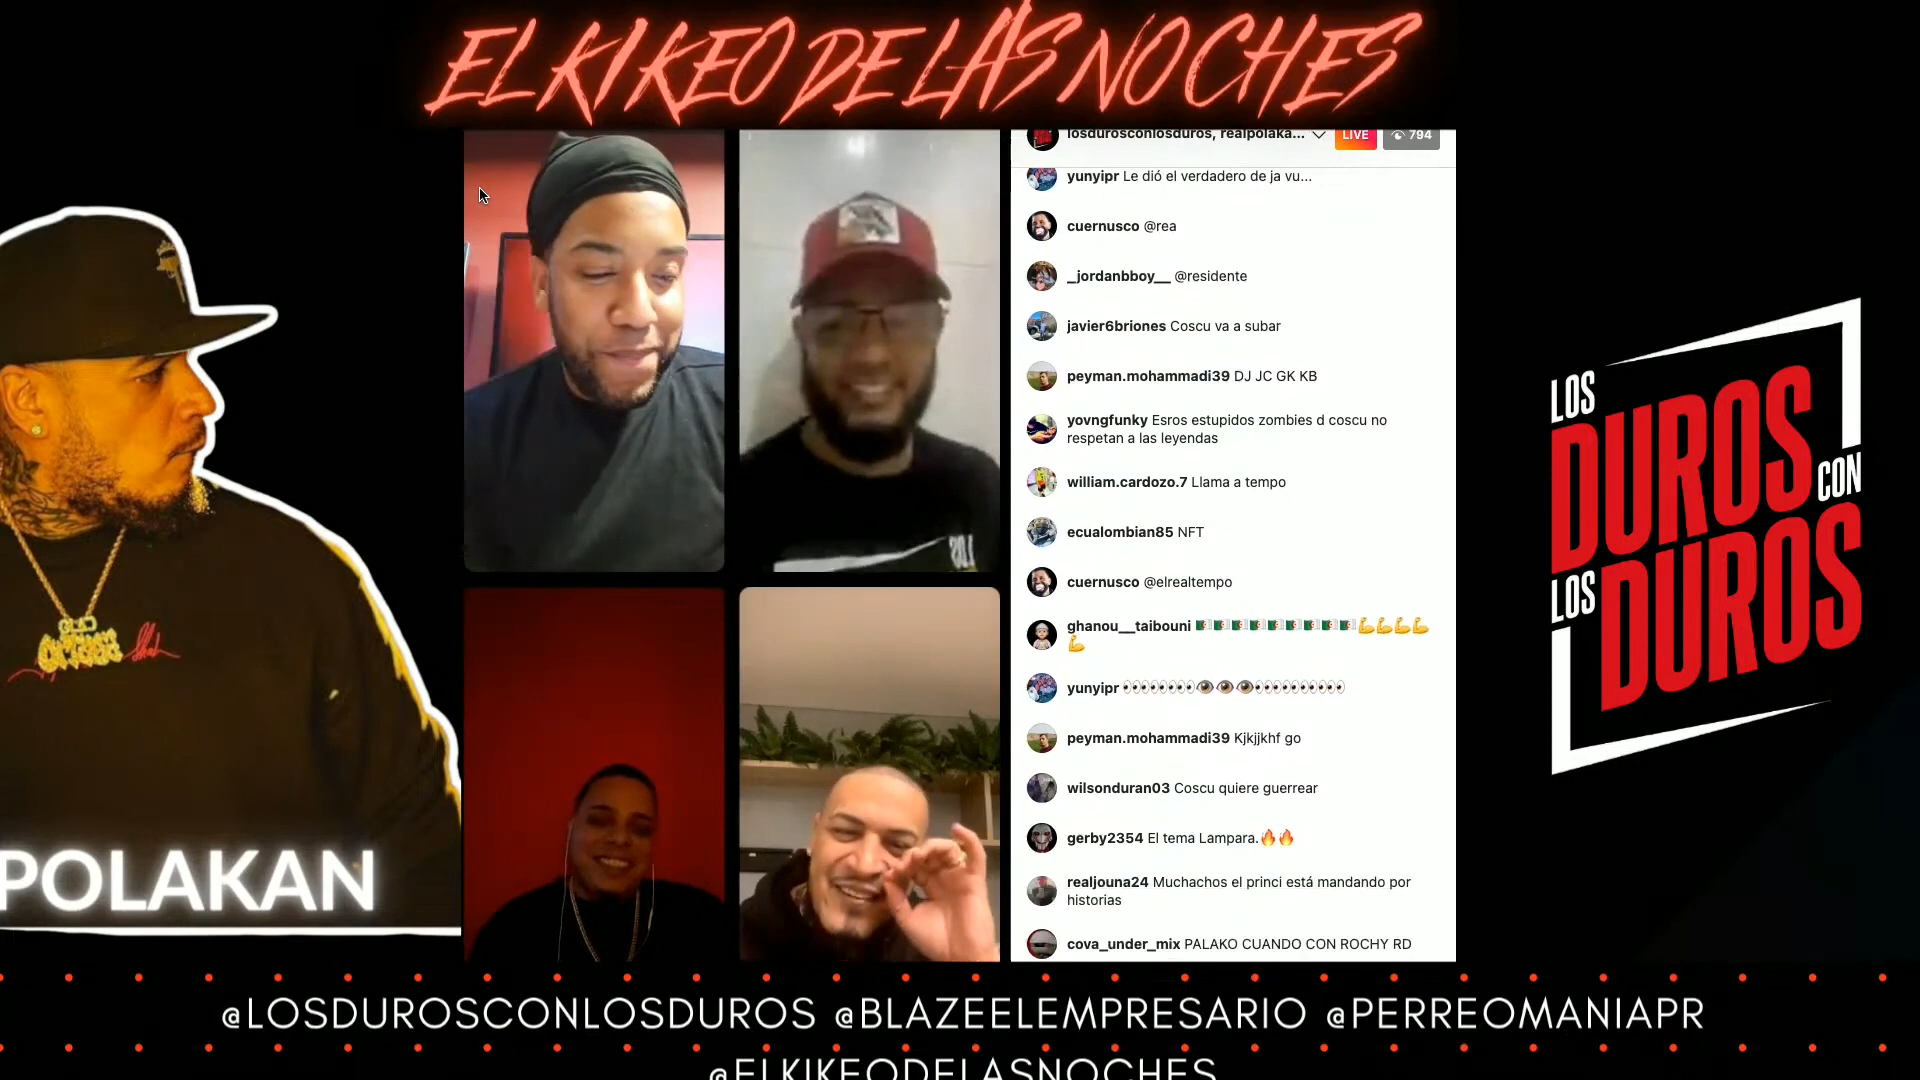 EL KIKEO DE LAS NOCHES
losdurosconlosduros, realpolaka... LIVE 794
yunyipr Le dió el verdadero de ja vu...
cuernusco @rea
_jordanbboy__ @residente
javier6briones Coscu va a subar
peyman.mohammadi39 DJ JC GK KB
yovngfunky Esros estupidos zombies d coscu no
respetan a las leyendas
william.cardozo.7 Llama a tempo
ecualombian85 NFT
cuernusco @elrealtempo
ghanou__taibouni 🇩🇿🇩🇿🇩🇿🇩🇿🇩🇿🇩🇿🇩🇿🇩🇿🇩🇿💪💪💪💪
💪
yunyipr 👀👀👀👀👁👁👁👀👀👀👀👀
peyman.mohammadi39 Kjkjjkhf go
wilsonduran03 Coscu quiere guerrear
gerby2354 El tema Lampara.🔥🔥
realjouna24 Muchachos el princi está mandando por
historias
cova_under_mix PALAKO CUANDO CON ROCHY RD
POLAKAN
LOS
DUROS
CON
LOS
DUROS
@LOSDUROSCONLOSDUROS @BLAZEELEMPRESARIO @PERREOMANIAPR
@ELKIKEODELASNOCHES